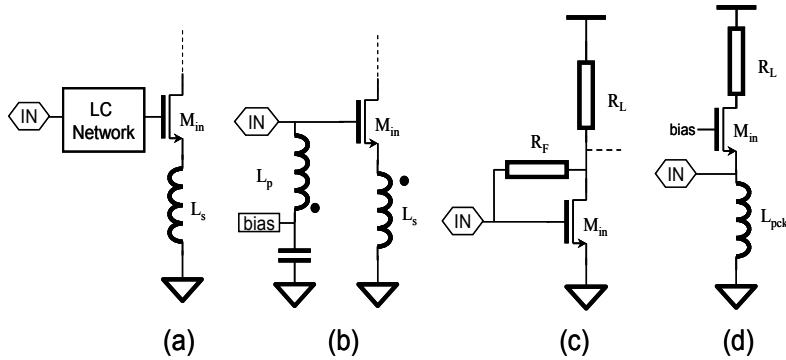 IN
LC
Network
M_in
L_s
(a)
IN
L_p
bias
M_in
L_s
(b)
R_L
R_F
IN
M_in
(c)
R_L
bias
M_in
IN
L_pck
(d)